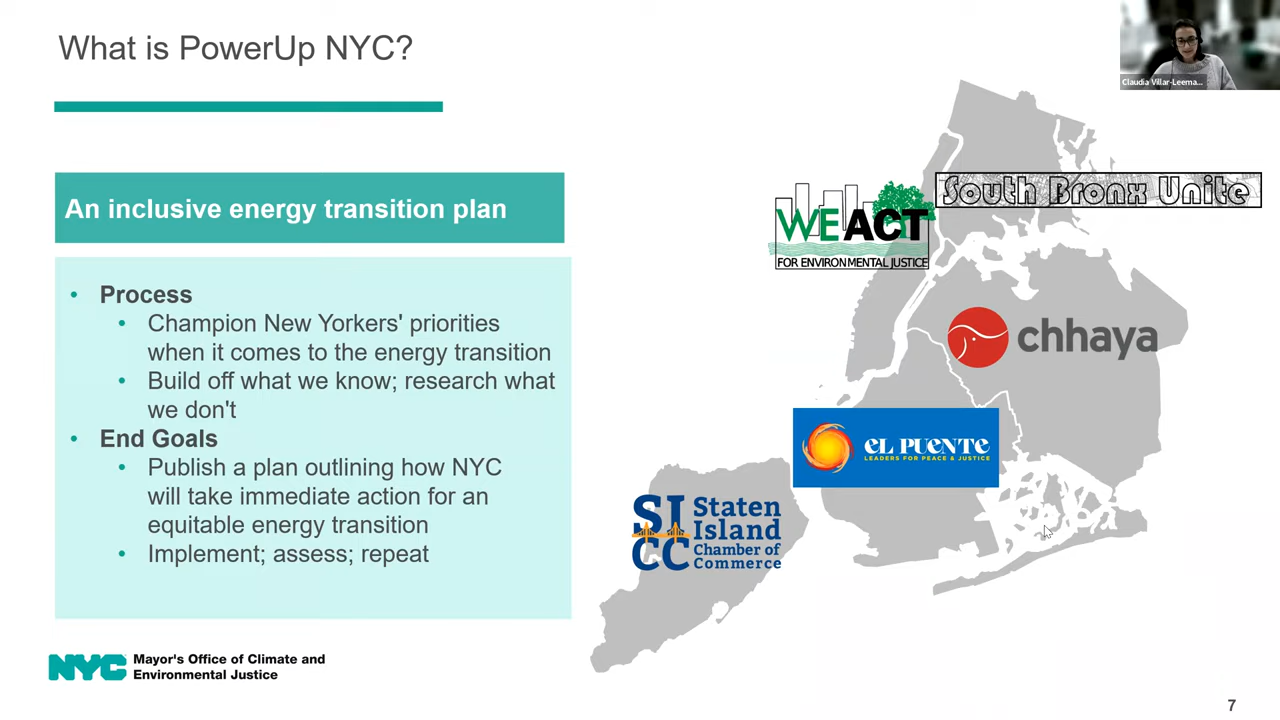 What is PowerUp NYC?
Claudia Villar-Leema...
An inclusive energy transition plan
• Process
• Champion New Yorkers' priorities
when it comes to the energy transition
• Build off what we know; research what
we don't
• End Goals
• Publish a plan outlining how NYC
will take immediate action for an
equitable energy transition
• Implement; assess; repeat
South Bronx Unite
WE ACT
FOR ENVIRONMENTAL JUSTICE
chhaya
EL PUENTE
LEADERS FOR PEACE & JUSTICE
SI
CC
Staten
Island
Chamber of
Commerce
NYC
Mayor's Office of Climate and
Environmental Justice
7